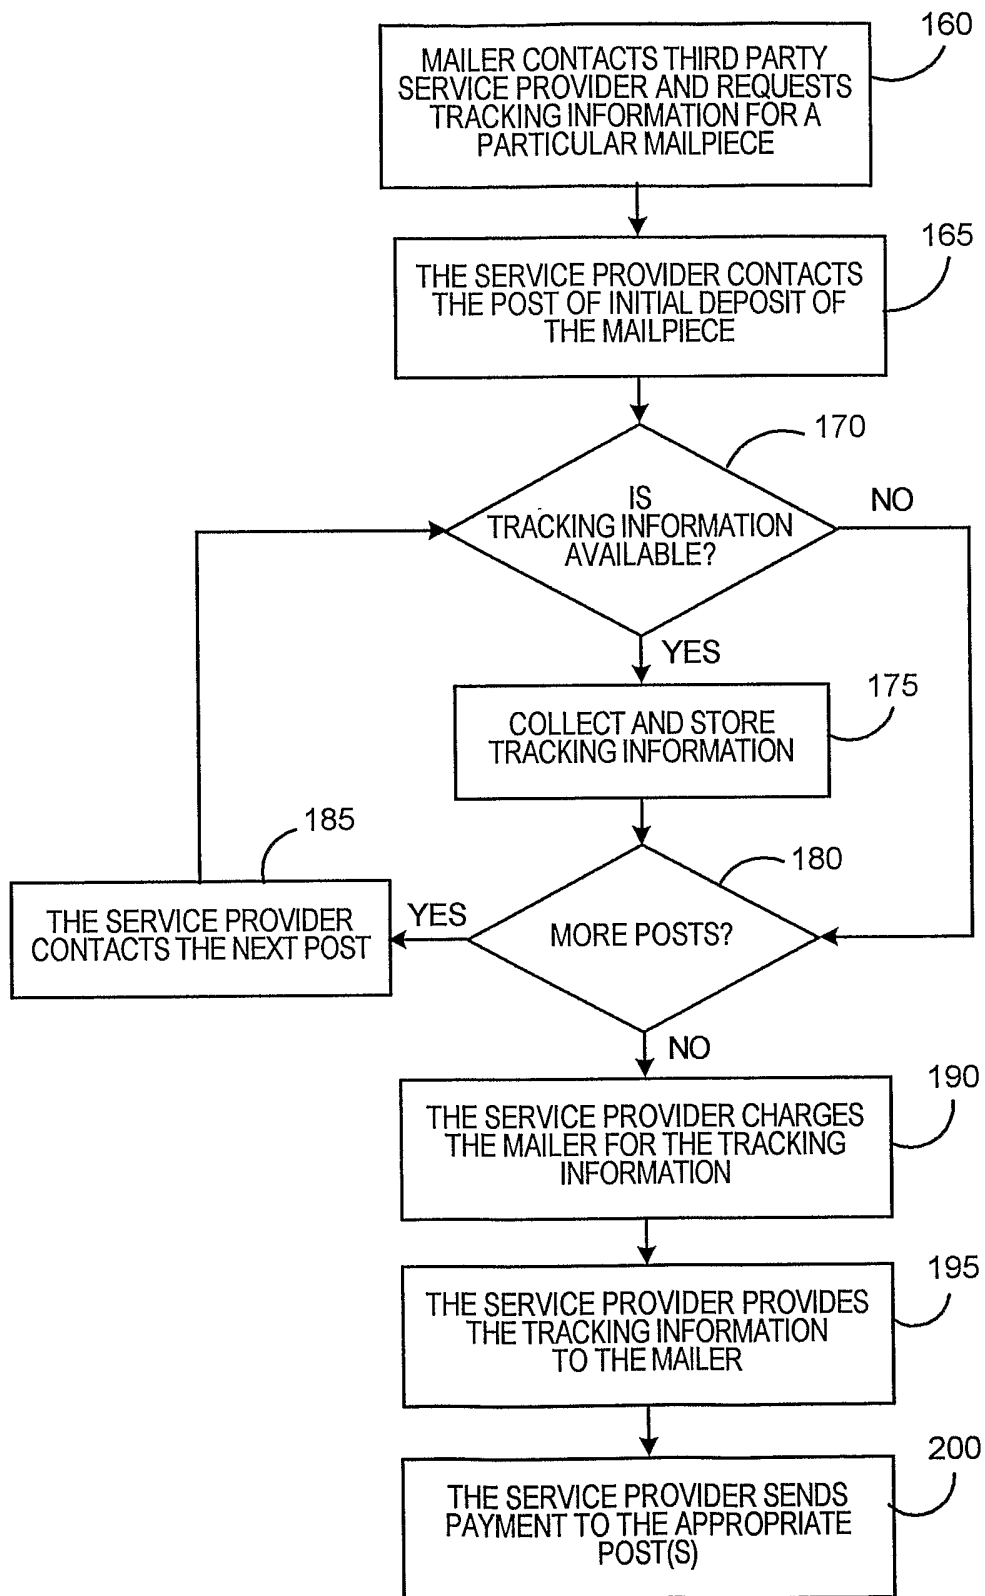 160
MAILER CONTACTS THIRD PARTY
SERVICE PROVIDER AND REQUESTS
TRACKING INFORMATION FOR A
PARTICULAR MAILPIECE
165
THE SERVICE PROVIDER CONTACTS
THE POST OF INITIAL DEPOSIT OF
THE MAILPIECE
170
IS
TRACKING INFORMATION
AVAILABLE?
NO
YES
175
COLLECT AND STORE
TRACKING INFORMATION
185
THE SERVICE PROVIDER
CONTACTS THE NEXT POST
YES
180
MORE POSTS?
NO
190
THE SERVICE PROVIDER CHARGES
THE MAILER FOR THE TRACKING
INFORMATION
195
THE SERVICE PROVIDER PROVIDES
THE TRACKING INFORMATION
TO THE MAILER
200
THE SERVICE PROVIDER SENDS
PAYMENT TO THE APPROPRIATE
POST(S)